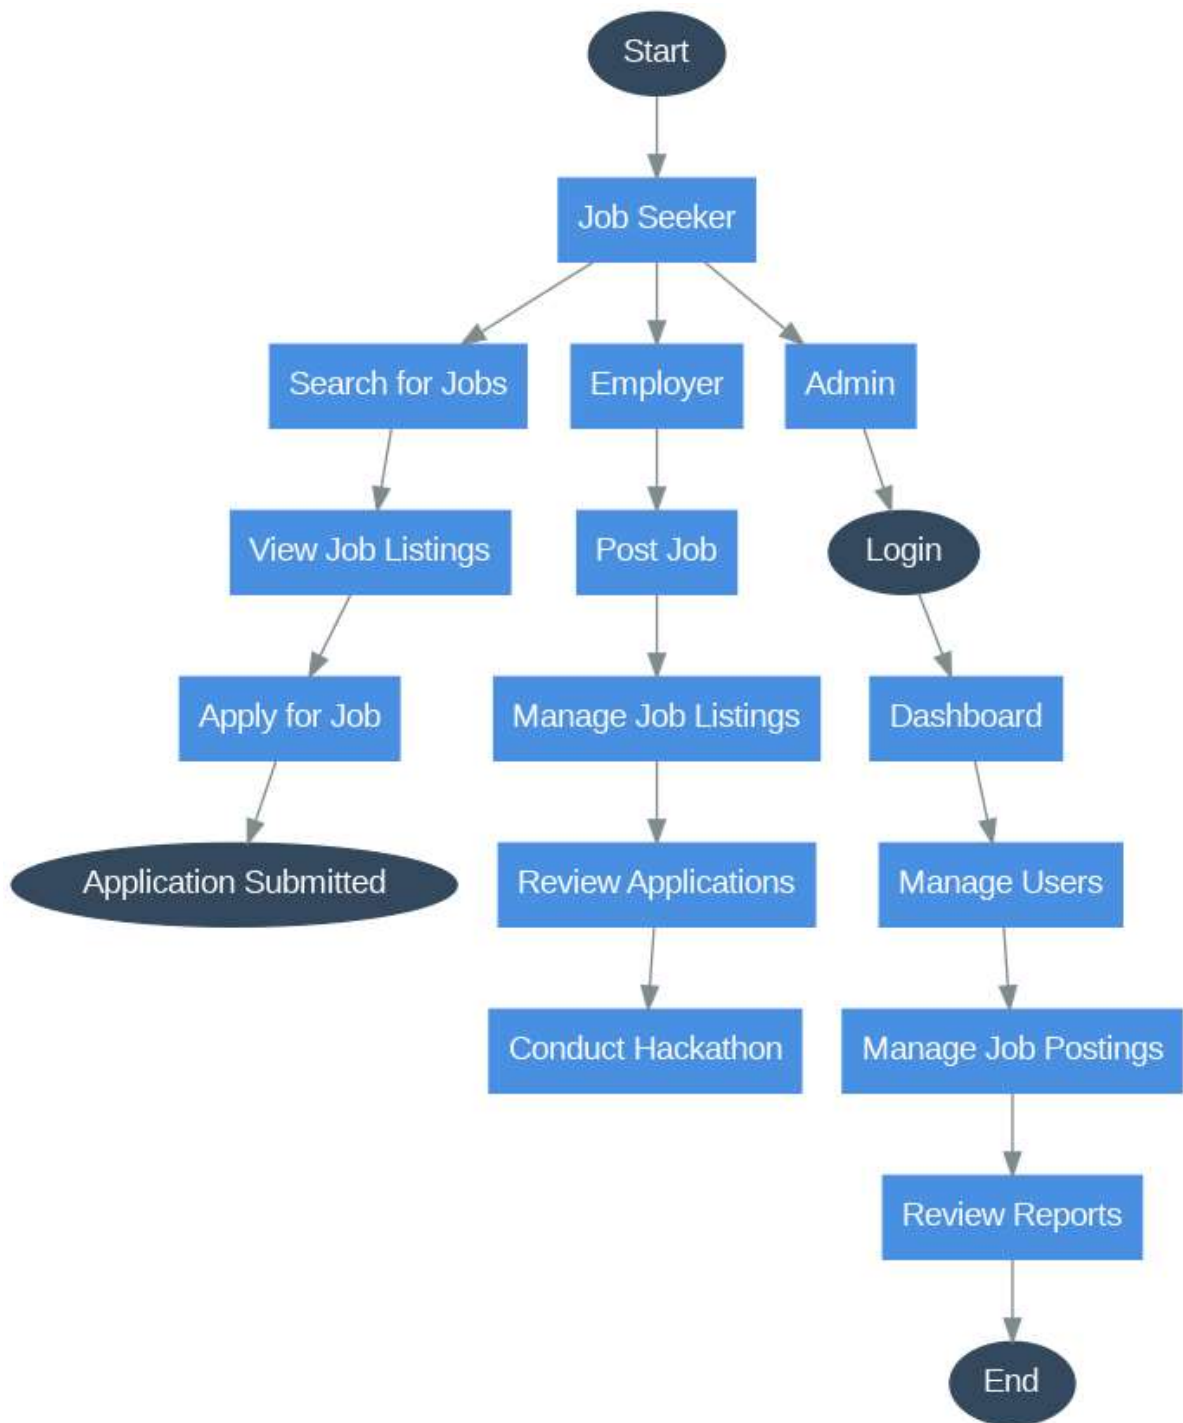 Start
Job Seeker
Search for Jobs
Employer
Admin
View Job Listings
Post Job
Login
Apply for Job
Manage Job Listings
Dashboard
Application Submitted
Review Applications
Manage Users
Conduct Hackathon
Manage Job Postings
Review Reports
End